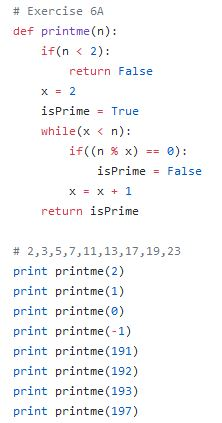 # Exercise 6A
def printme(n):
    if(n < 2):
        return False
    x = 2
    isPrime = True
    while(x < n):
        if((n % x) == 0):
            isPrime = False
        x = x + 1
    return isPrime

# 2,3,5,7,11,13,17,19,23
print printme(2)
print printme(1)
print printme(0)
print printme(-1)
print printme(191)
print printme(192)
print printme(193)
print printme(197)